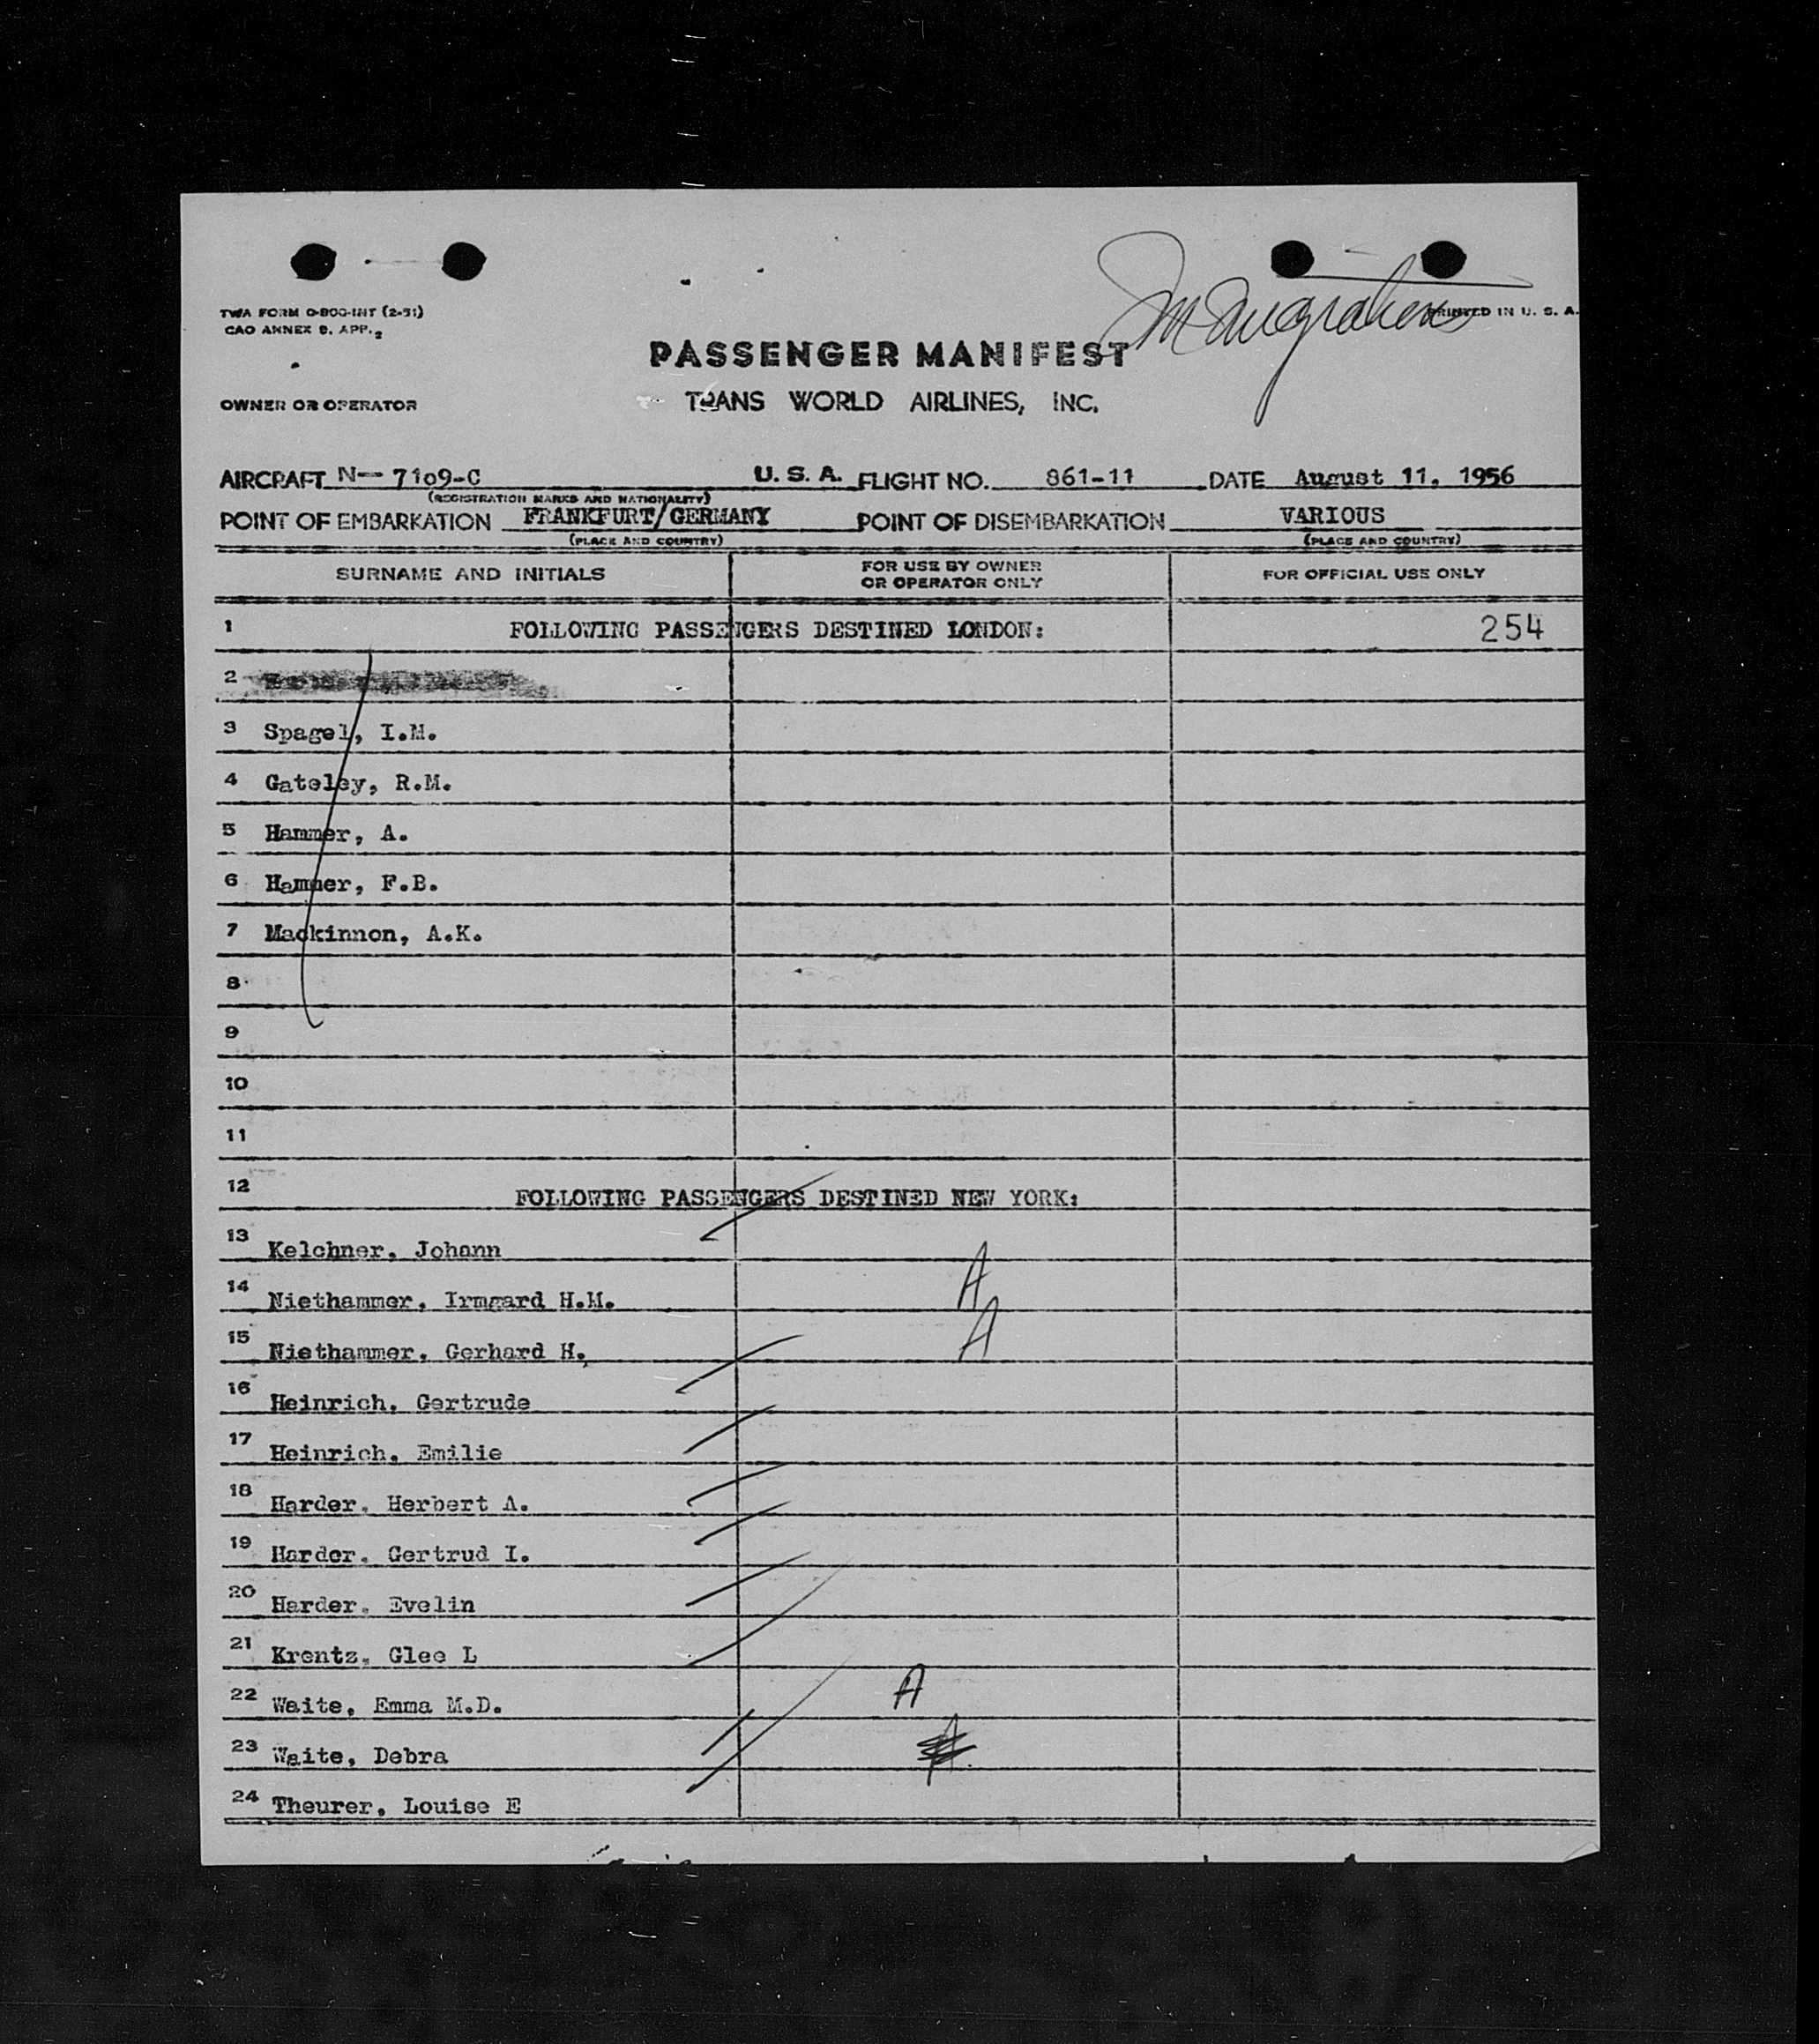 TWA FORM O-800-INT (2-51)
CAO ANNEX 9, APP. 2
PRINTED IN U. S. A.
PASSENGER MANIFEST
OWNER OR OPERATOR
TRANS WORLD AIRLINES, INC.
AIRCRAFT N-- 7109-C U. S. A. FLIGHT NO. 861-11 DATE August 11, 1956
(REGISTRATION MARKS AND NATIONALITY)
POINT OF EMBARKATION FRANKFURT/GERMANY POINT OF DISEMBARKATION VARIOUS
(PLACE AND COUNTRY) (PLACE AND COUNTRY)
SURNAME AND INITIALS FOR USE BY OWNER OR OPERATOR ONLY FOR OFFICIAL USE ONLY
1 FOLLOWING PASSENGERS DESTINED LONDON: 254
2
3 Spagel, I.M.
4 Gateley, R.M.
5 Hammer, A.
6 Hammer, F.B.
7 Mackinnon, A.K.
8
9
10
11
12 FOLLOWING PASSENGERS DESTINED NEW YORK:
13 Kelchner, Johann
14 Niethammer, Irmgard H.M. A
15 Niethammer, Gerhard H. A
16 Heinrich, Gertrude
17 Heinrich, Emilie
18 Harder, Herbert A.
19 Harder, Gertrud I.
20 Harder, Evelin
21 Krentz, Glee L
22 Waite, Emma M.D. A
23 Waite, Debra
24 Theurer, Louise E